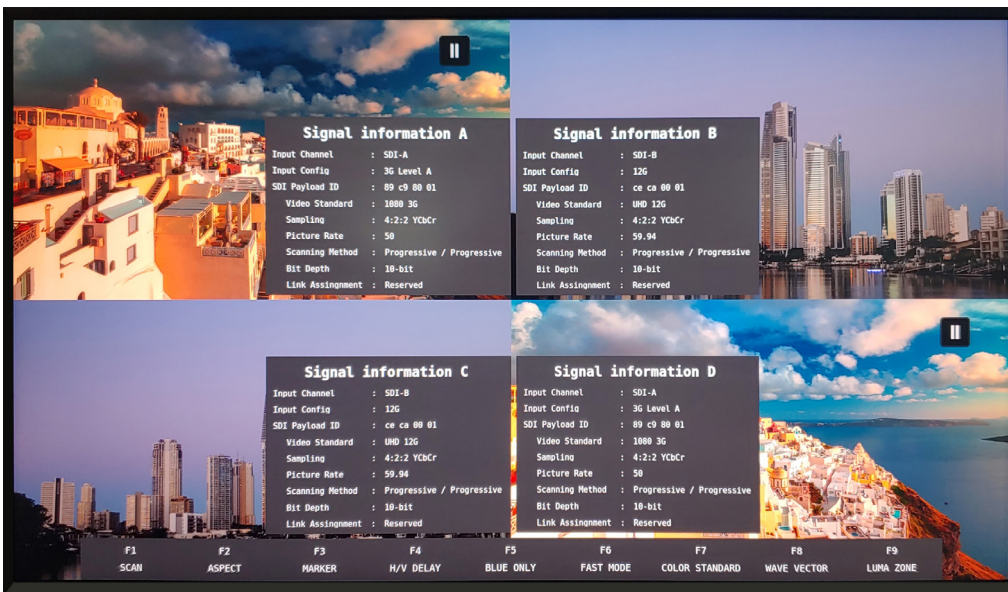 Signal information A
Input Channel : SDI-A
Input Config : 3G Level A
SDI Payload ID : 89 c9 80 01
Video Standard : 1080 3G
Sampling : 4:2:2 YCbCr
Picture Rate : 50
Scanning Method : Progressive / Progressive
Bit Depth : 10-bit
Link Assingnment : Reserved
Signal information B
Input Channel : SDI-B
Input Config : 12G
SDI Payload ID : ce ca 00 01
Video Standard : UHD 12G
Sampling : 4:2:2 YCbCr
Picture Rate : 59.94
Scanning Method : Progressive / Progressive
Bit Depth : 10-bit
Link Assingnment : Reserved
Signal information C
Input Channel : SDI-B
Input Config : 12G
SDI Payload ID : ce ca 00 01
Video Standard : UHD 12G
Sampling : 4:2:2 YCbCr
Picture Rate : 59.94
Scanning Method : Progressive / Progressive
Bit Depth : 10-bit
Link Assingnment : Reserved
Signal information D
Input Channel : SDI-A
Input Config : 3G Level A
SDI Payload ID : 89 c9 80 01
Video Standard : 1080 3G
Sampling : 4:2:2 YCbCr
Picture Rate : 50
Scanning Method : Progressive / Progressive
Bit Depth : 10-bit
Link Assingnment : Reserved
F1 F2 F3 F4 F5 F6 F7 F8 F9
SCAN ASPECT MARKER H/V DELAY BLUE ONLY FAST MODE COLOR STANDARD WAVE VECTOR LUMA ZONE